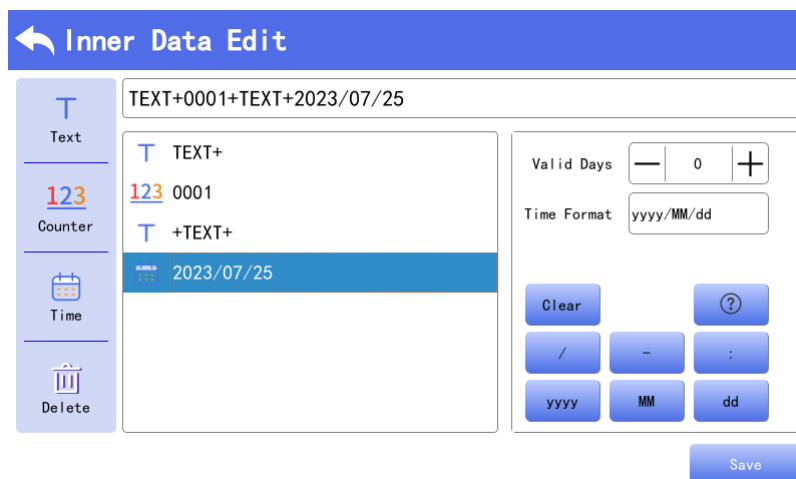 Inner Data Edit
TEXT+0001+TEXT+2023/07/25
Text
123
Counter
Time
Delete
TEXT+
123 0001
+TEXT+
2023/07/25
Valid Days — 0 +
Time Format yyyy/MM/dd
Clear ?
/ - :
yyyy MM dd
Save